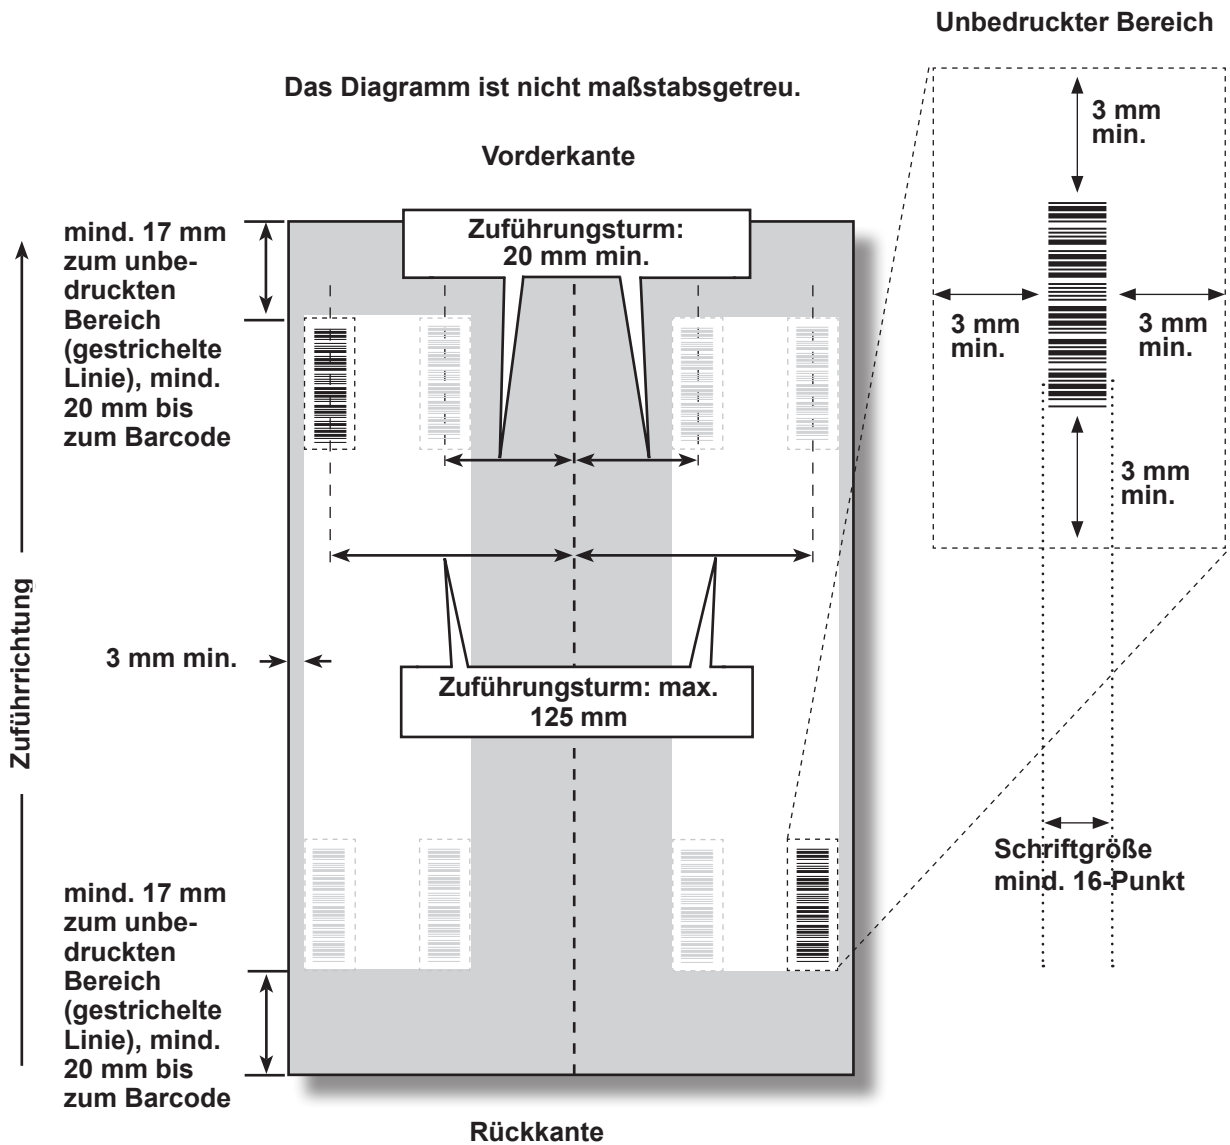 Unbedruckter Bereich
Das Diagramm ist nicht maßstabsgetreu.
Vorderkante
3 mm
min.
mind. 17 mm
zum unbe-
druckten
Bereich
(gestrichelte
Linie), mind.
20 mm bis
zum Barcode
Zuführungsturm:
20 mm min.
3 mm
min.
3 mm
min.
3 mm
min.
Zuführrichtung
3 mm min.
Zuführungsturm: max.
125 mm
Schriftgröße
mind. 16-Punkt
mind. 17 mm
zum unbe-
druckten
Bereich
(gestrichelte
Linie), mind.
20 mm bis
zum Barcode
Rückkante